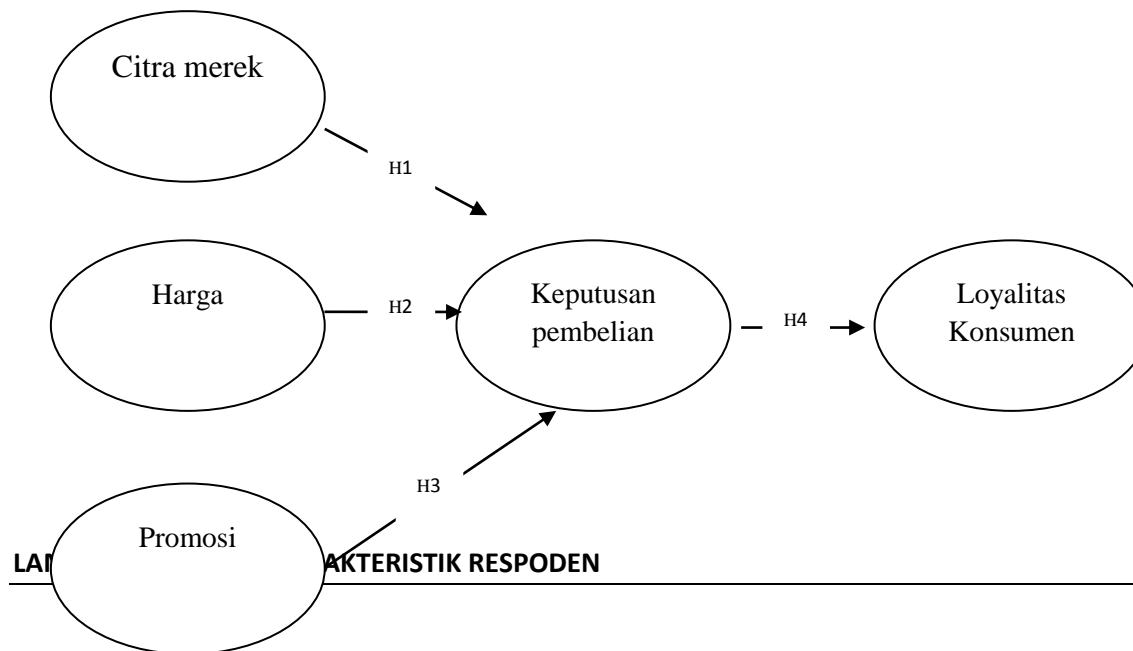 Citra merek
H1
Harga
H2
Keputusan
pembelian
H4
Loyalitas
Konsumen
H3
Promosi
AKTERISTIK RESPODEN